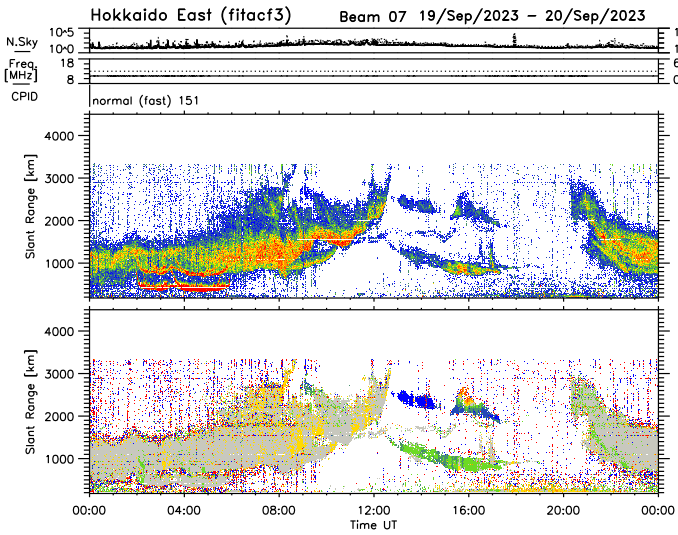 Hokkaido East (fitacf3) Beam 07 19/Sep/2023 – 20/Sep/2023
N.Sky 10^5 10^0 1 1
Freq. [MHz] 18 8 6 0
CPID normal (fast) 151
Slant Range [km] 4000 3000 2000 1000
Slant Range [km] 4000 3000 2000 1000
00:00 04:00 08:00 12:00 16:00 20:00 00:00
Time UT